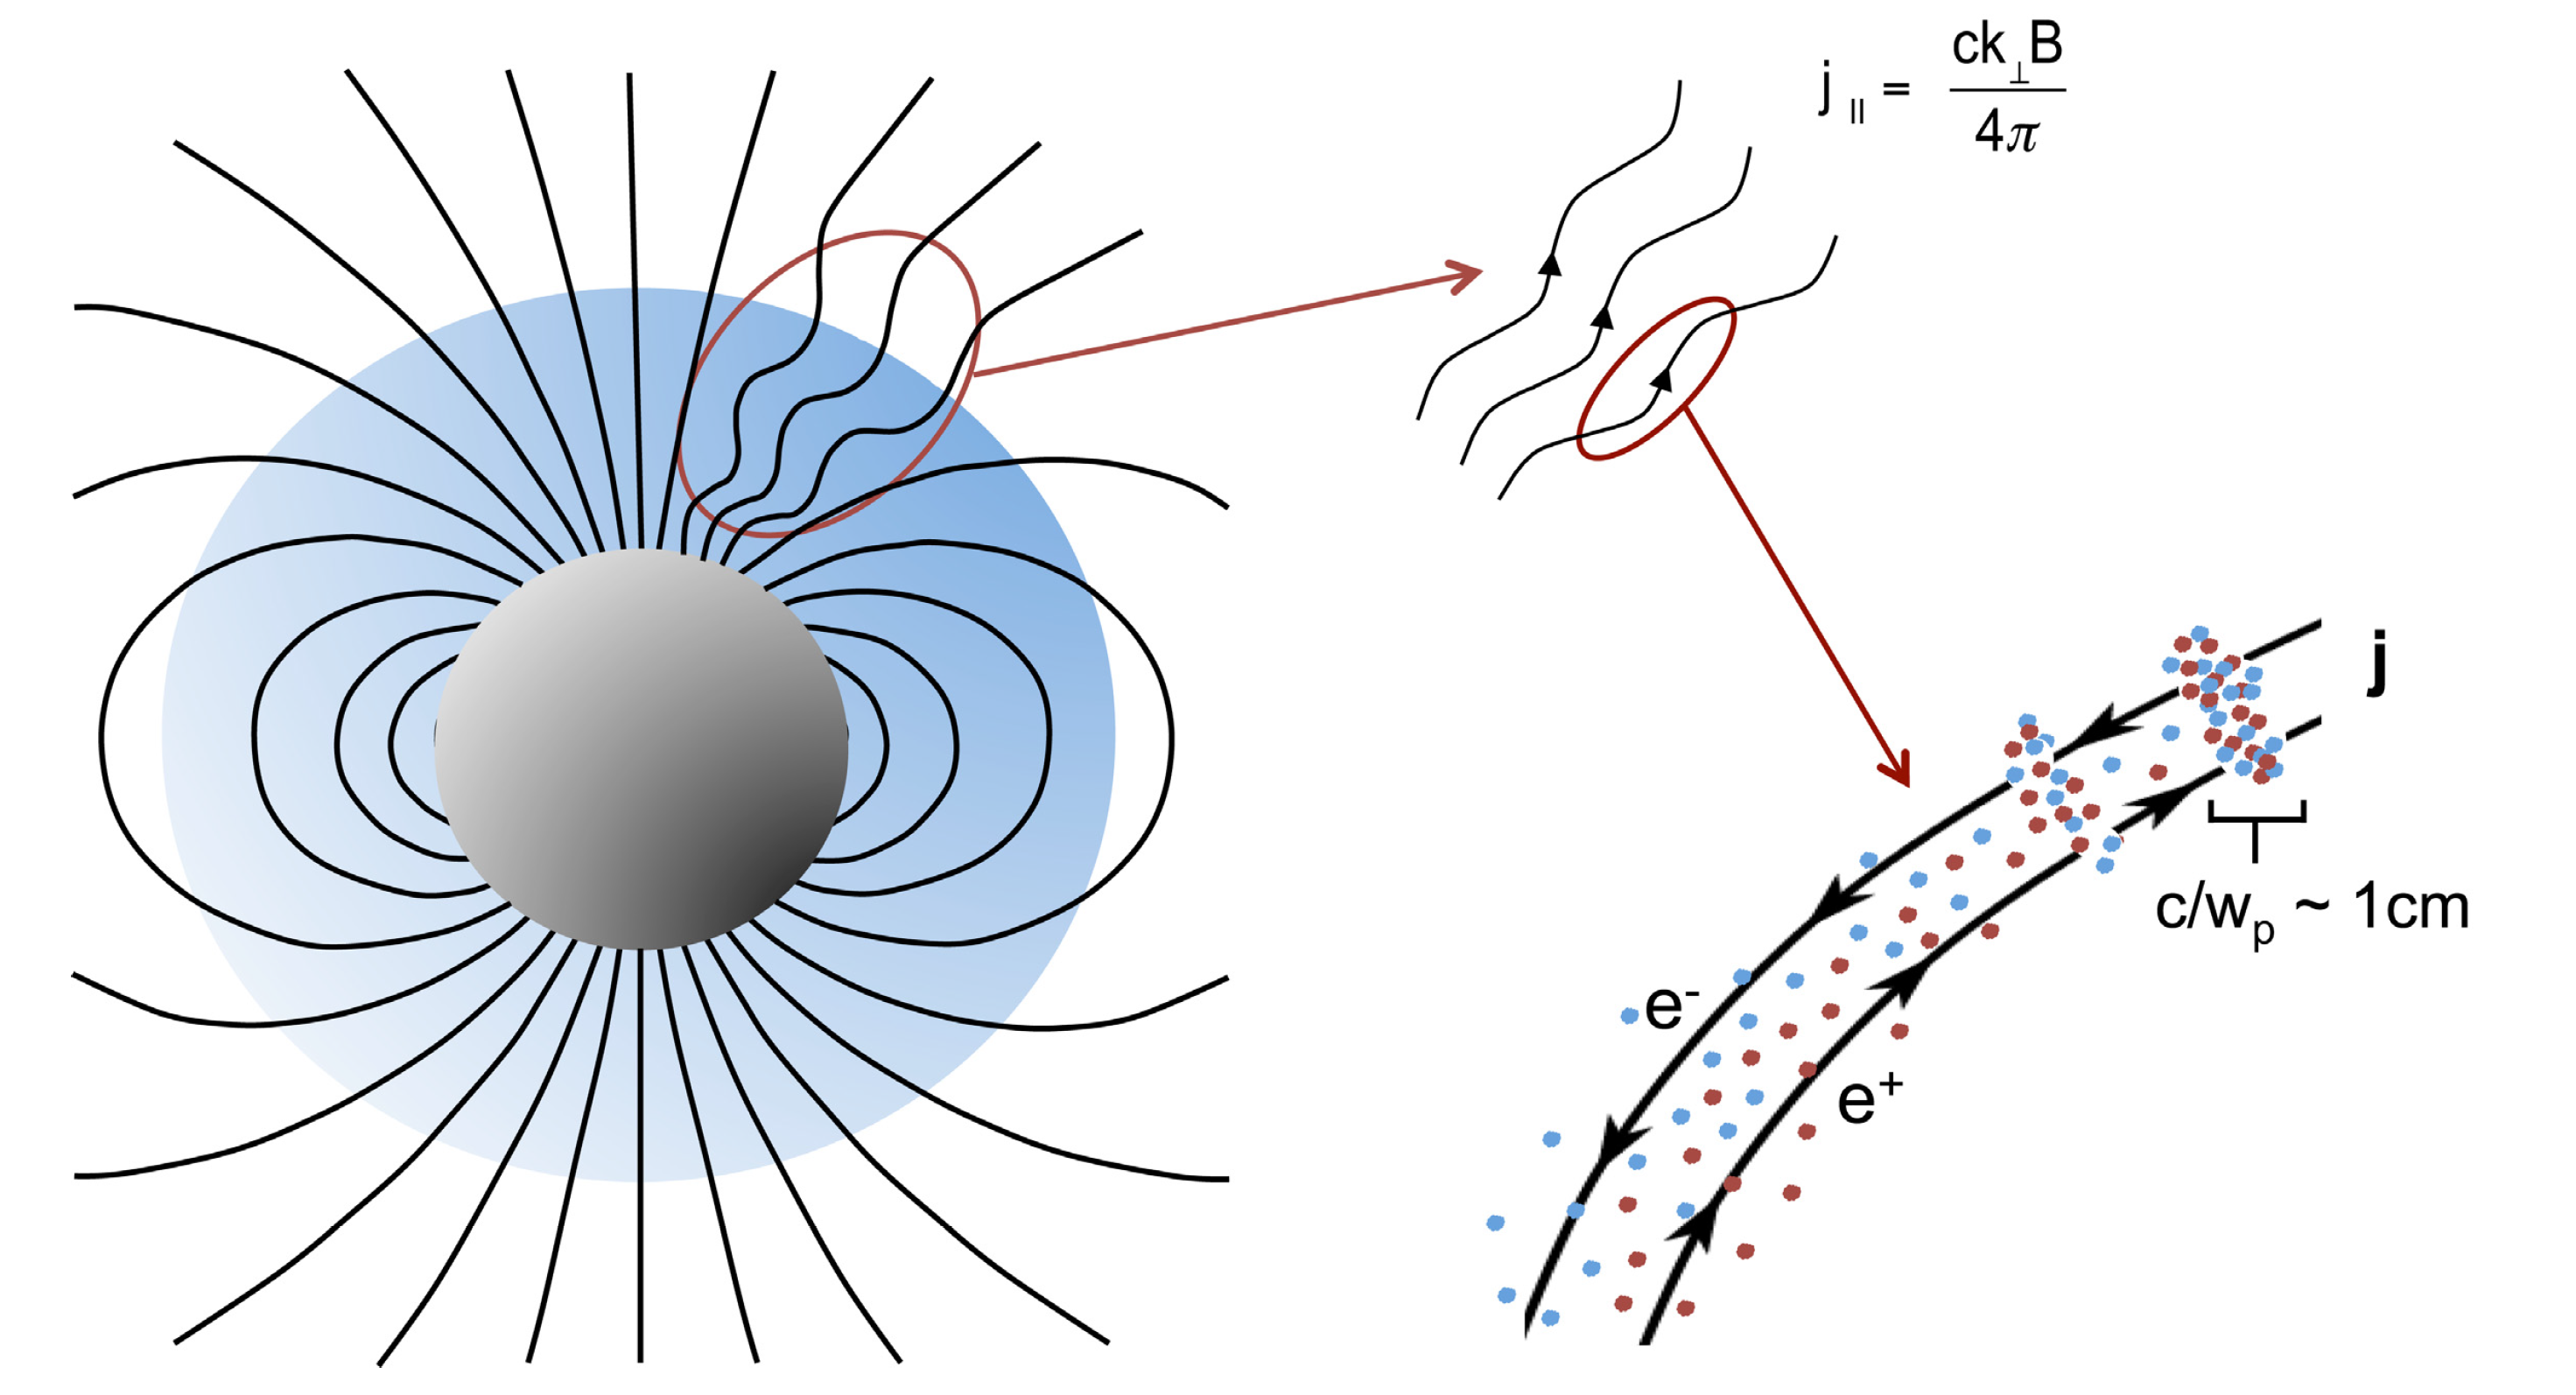 j || = ck⊥B / 4π
j
c/wp ~ 1cm
e-
e+